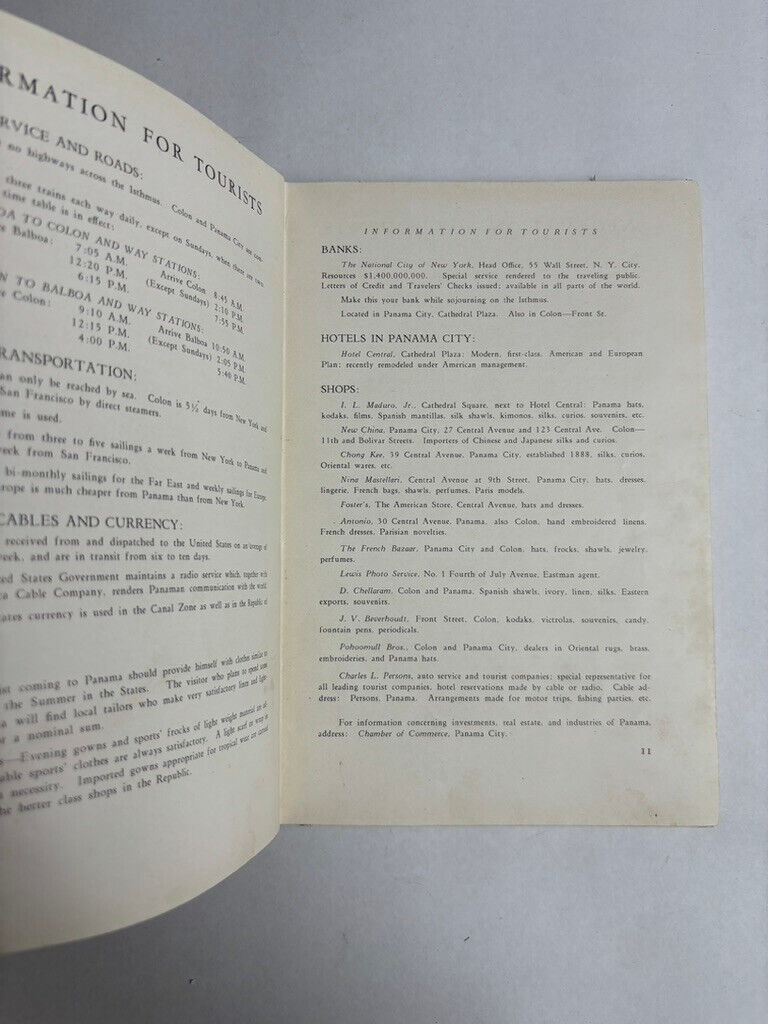 RMATION FOR TOURISTS
RVICE AND ROADS:
no highways across the Isthmus. Colon and Panama City are con-
three trains each way daily, except on Sundays, when there are two.
time table is in effect:
OA TO COLON AND WAY STATIONS:
Balboa: 7:05 A.M. Arrive Colon 8:45 A.M.
12:20 P.M. (Except Sundays) 2:10 P.M.
6:15 P.M. 7:55 P.M.
N TO BALBOA AND WAY STATIONS:
Colon: 9:10 A.M. Arrive Balboa 10:50 A.M.
12:15 P.M. (Except Sundays) 2:05 P.M.
4:00 P.M. 5:40 P.M.
RANSPORTATION:
an only be reached by sea. Colon is 5½ days from New York and
San Francisco by direct steamers.
me is used.
from three to five sailings a week from New York to Panama and
week from San Francisco.
bi-monthly sailings for the Far East and weekly sailings for Europe.
urope is much cheaper from Panama than from New York.
CABLES AND CURRENCY:
received from and dispatched to the United States on an average of
eek, and are in transit from six to ten days.
ed States Government maintains a radio service which, together with
a Cable Company, renders Panaman communication with the world.
tates currency is used in the Canal Zone as well as in the Republic of
ist coming to Panama should provide himself with clothes similar to
the Summer in the States. The visitor who plans to spend some
will find local tailors who make very satisfactory linen and light-
r a nominal sum.
—Evening gowns and sports' frocks of light weight material are ad-
able sports' clothes are always satisfactory. A light scarf or wrap is
necessity. Imported gowns appropriate for tropical wear are carried
he better class shops in the Republic.
INFORMATION FOR TOURISTS
BANKS:
The National City of New York, Head Office, 55 Wall Street, N. Y. City.
Resources $1,400,000,000. Special service rendered to the traveling public.
Letters of Credit and Travelers' Checks issued; available in all parts of the world.
Make this your bank while sojourning on the Isthmus.
Located in Panama City, Cathedral Plaza. Also in Colon—Front St.
HOTELS IN PANAMA CITY:
Hotel Central, Cathedral Plaza; Modern, first-class, American and European
Plan; recently remodeled under American management.
SHOPS:
I. L. Maduro, Jr., Cathedral Square, next to Hotel Central; Panama hats,
kodaks, films, Spanish mantillas, silk shawls, kimonos, silks, curios, souvenirs, etc.
New China, Panama City, 27 Central Avenue and 123 Central Ave. Colon—
11th and Bolivar Streets. Importers of Chinese and Japanese silks and curios.
Chong Kee, 39 Central Avenue, Panama City, established 1888, silks, curios,
Oriental wares, etc.
Nina Mastellari, Central Avenue at 9th Street, Panama City, hats, dresses,
lingerie, French bags, shawls, perfumes, Paris models.
Foster's, The American Store, Central Avenue, hats and dresses.
Antonio, 30 Central Avenue, Panama, also Colon, hand embroidered linens,
French dresses, Parisian novelties.
The French Bazaar, Panama City and Colon, hats, frocks, shawls, jewelry,
perfumes.
Lewis Photo Service, No. 1 Fourth of July Avenue, Eastman agent.
D. Chellaram, Colon and Panama, Spanish shawls, ivory, linen, silks, Eastern
exports, souvenirs.
J. V. Beverhoudt, Front Street, Colon, kodaks, victrolas, souvenirs, candy,
fountain pens, periodicals.
Pohoomull Bros., Colon and Panama City, dealers in Oriental rugs, brass,
embroideries, and Panama hats.
Charles L. Persons, auto service and tourist companies; special representative for
all leading tourist companies, hotel reservations made by cable or radio. Cable ad-
dress: Persons, Panama. Arrangements made for motor trips, fishing parties, etc.
For information concerning investments, real estate, and industries of Panama,
address: Chamber of Commerce, Panama City.
11